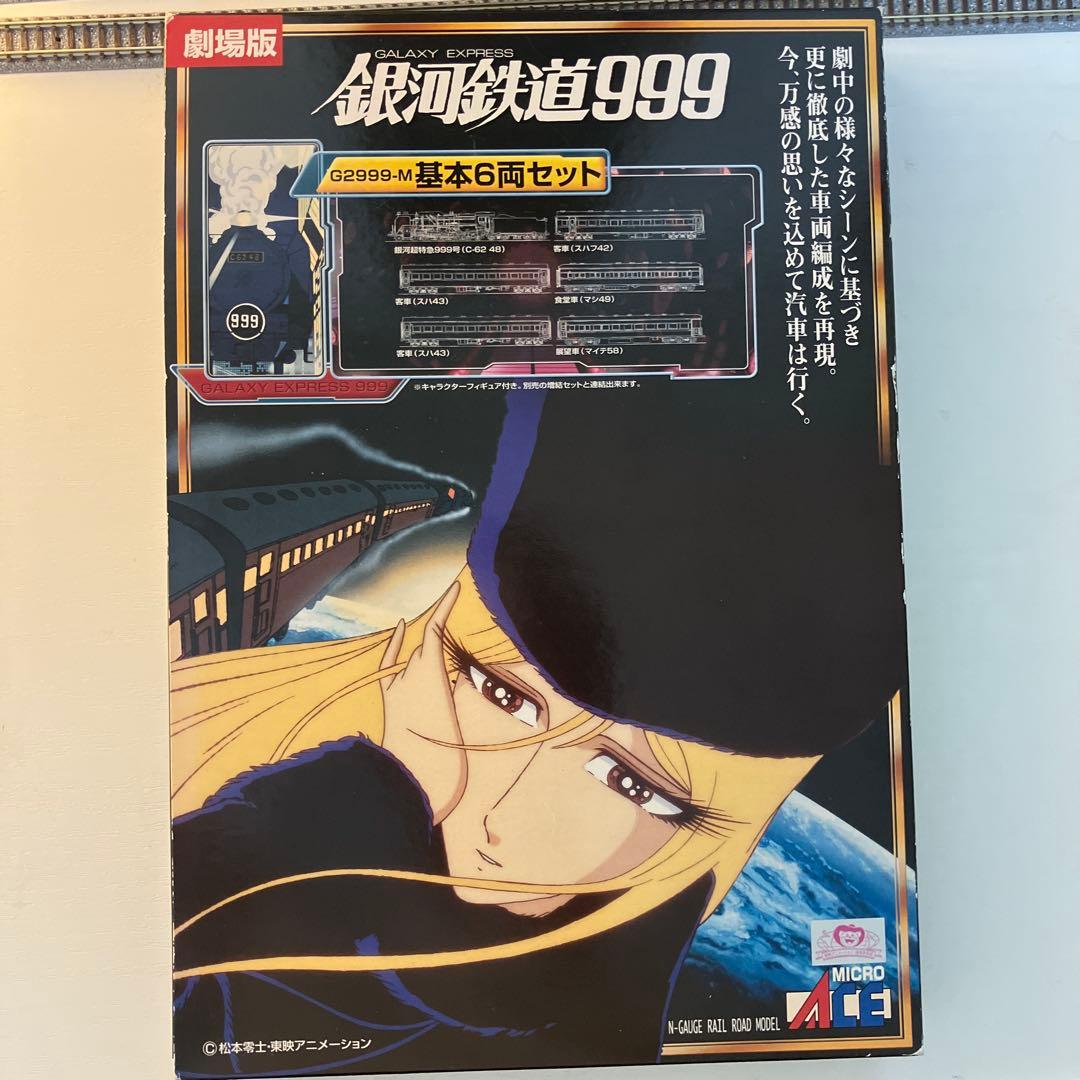 劇場版
GALAXY EXPRESS
銀河鉄道999
劇中の様々なシーンに基づき
更に徹底した車両編成を再現。
今、万感の思いを込めて汽車は行く。
G2999-M 基本6両セット
C62 48
999
銀河超特急999号(C-62 48)
客車(スハフ42)
客車(スハ43)
食堂車(マシ49)
客車(スハ43)
展望車(マイテ58)
GALAXY EXPRESS 999
※キャラクターフィギュア付き。別売の増結セットと連結出来ます。
MICRO
ACE
N-GAUGE RAIL ROAD MODEL
©松本零士・東映アニメーション